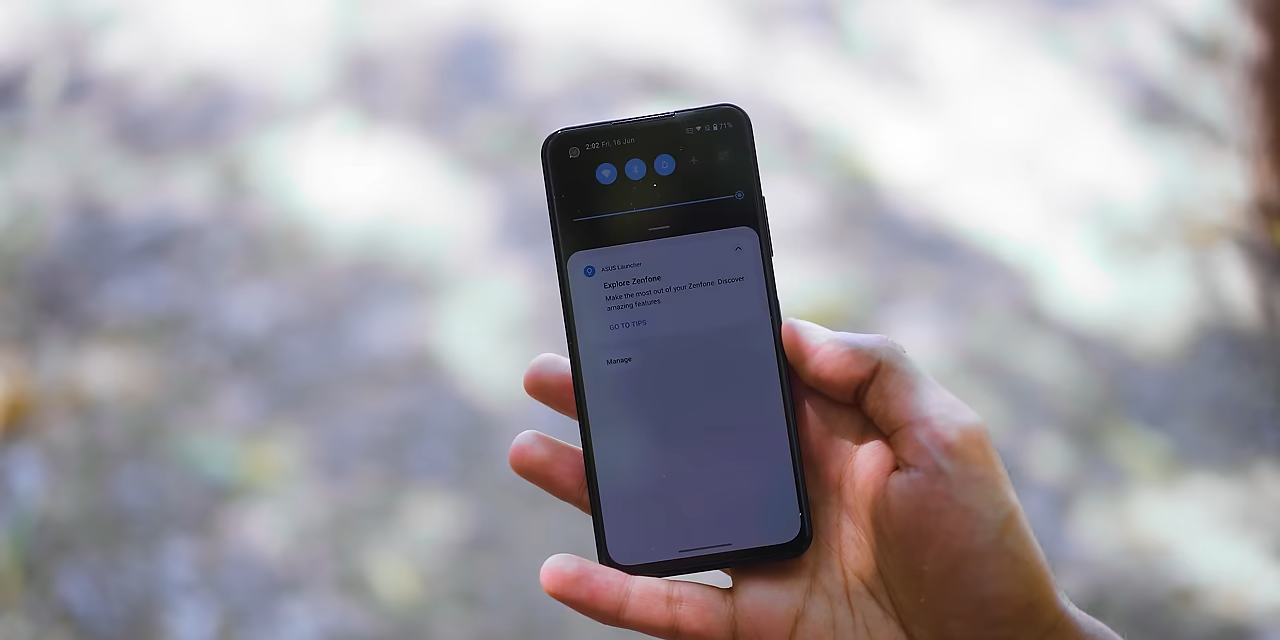 2:02 Fri, 16 Jun
71%
ASUS Launcher
Explore Zenfone
Make the most out of your Zenfone. Discover
amazing features.
GO TO TIPS
Manage